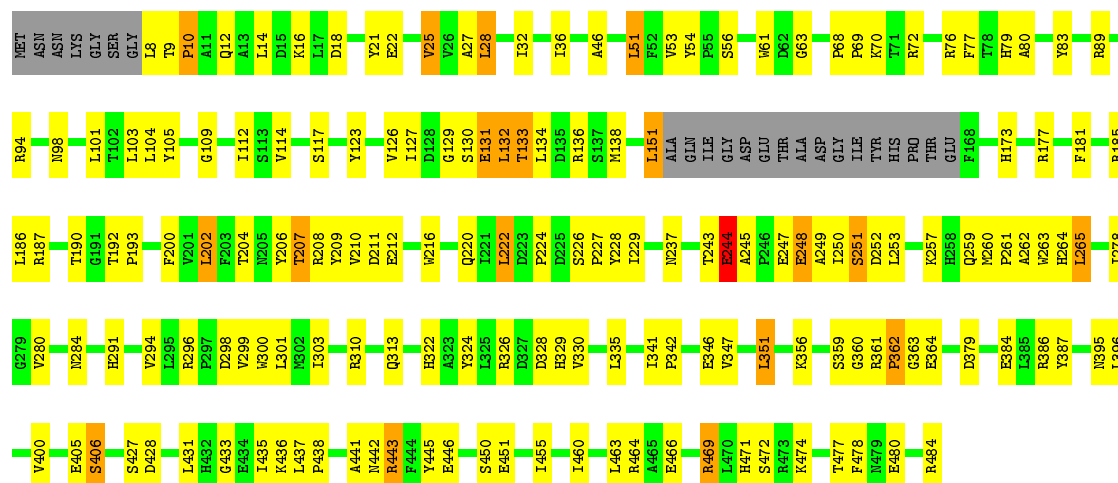 MET ASN ASN LYS GLY SER GLY L8 T9 P10 A11 Q12 A13 L14 D15 K16 L17 D18 Y21 E22 V25 V26 A27 L28 I32 I36 A46 L51 F52 V53 Y54 P55 S56 W61 D62 G63 P68 P69 K70 T71 R72 R76 F77 T78 H79 A80 Y83 R89
R94 N98 L101 T102 L103 L104 Y105 G109 I112 S113 V114 S117 Y123 V126 I127 D128 G129 S130 E131 L132 T133 L134 D135 R136 S137 M138 L151 ALA GLN ILE GLY ASP GLU THR ALA ASP GLY ILE TYR HIS PRO THR GLU F168 H173 R177 F181 R185
L186 R187 T190 G191 T192 P193 F200 V201 L202 F203 T204 N205 Y206 T207 R208 Y209 V210 D211 E212 W216 Q220 I221 L222 D223 P224 D225 S226 P227 Y228 I229 N237 T243 E244 A245 P246 E247 E248 A249 I250 S251 D252 L253 K257 H258 Q259 M260 P261 A262 W263 H264 L265 I278
G279 V280 N284 H291 V294 L295 R296 P297 D298 V299 W300 L301 M302 I303 R310 Q313 H322 A323 Y324 L325 R326 D327 D328 H329 V330 L335 I341 P342 E346 V347 L351 K356 S359 G360 R361 P362 G363 E364 D379 E384 L385 R386 Y387 N395
V400 E405 S406 S427 D428 L431 H432 G433 E434 I435 K436 L437 P438 A441 N442 R443 F444 Y445 E446 S450 E451 I455 I460 L463 R464 A465 E466 R469 L470 H471 S472 R473 K474 T477 F478 N479 E480 R484